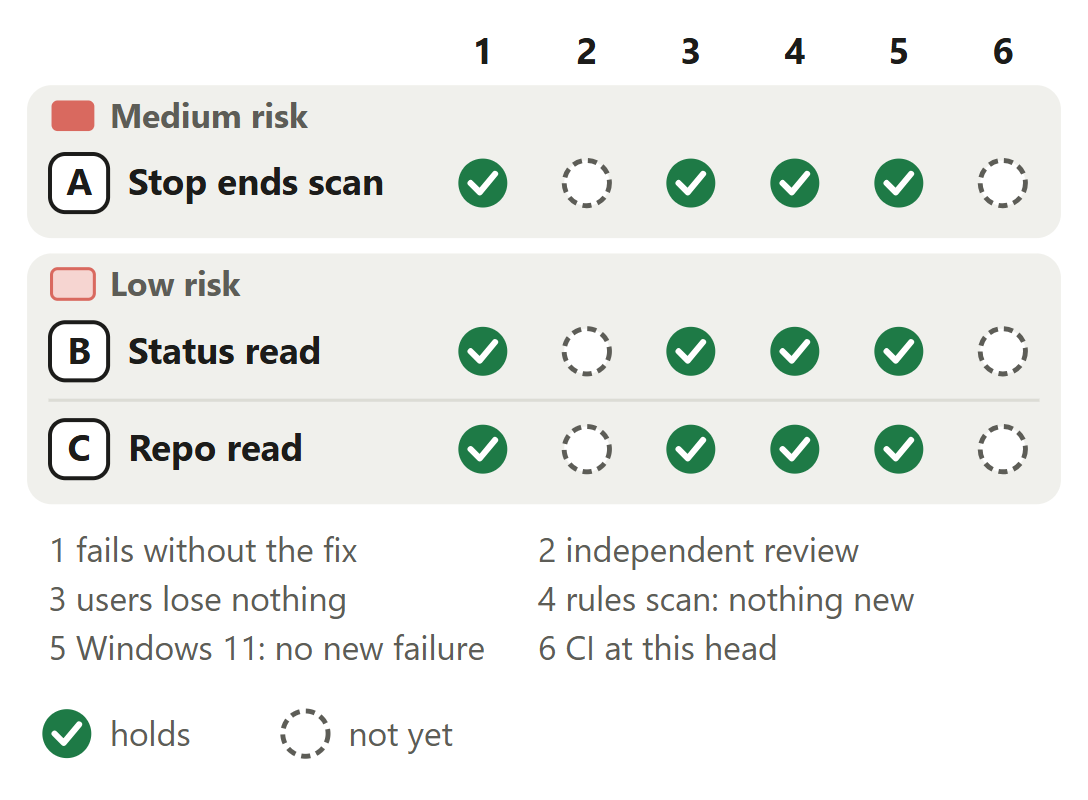 1 2 3 4 5 6
Medium risk
A Stop ends scan
Low risk
B Status read
C Repo read
1 fails without the fix
2 independent review
3 users lose nothing
4 rules scan: nothing new
5 Windows 11: no new failure
6 CI at this head
holds
not yet